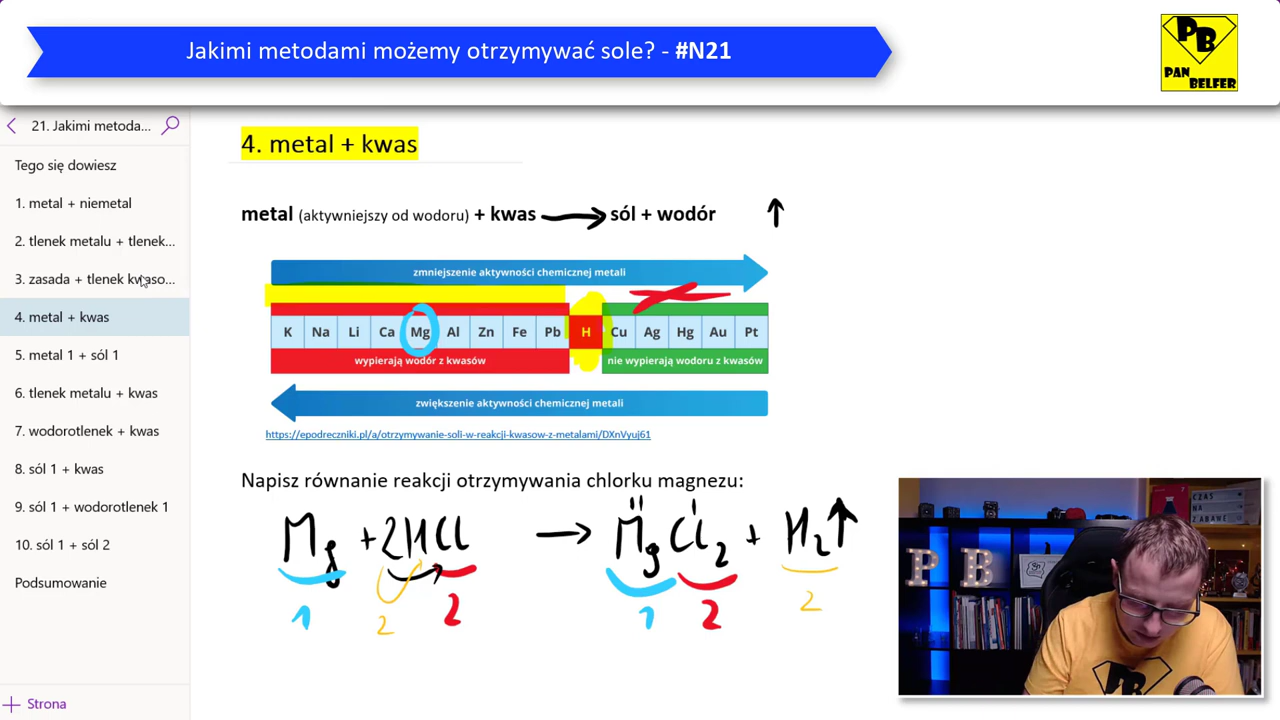 Jakimi metodami możemy otrzymywać sole? - #N21
PB
PAN
BELFER
21. Jakimi metoda...
Tego się dowiesz
1. metal + niemetal
2. tlenek metalu + tlenek...
3. zasada + tlenek kwaso...
4. metal + kwas
5. metal 1 + sól 1
6. tlenek metalu + kwas
7. wodorotlenek + kwas
8. sól 1 + kwas
9. sól 1 + wodorotlenek 1
10. sól 1 + sól 2
Podsumowanie
+ Strona
4. metal + kwas
metal (aktywniejszy od wodoru) + kwas → sól + wodór ↑
zmniejszenie aktywności chemicznej metali
K Na Li Ca Mg Al Zn Fe Pb H Cu Ag Hg Au Pt
wypierają wodór z kwasów nie wypierają wodoru z kwasów
zwiększenie aktywności chemicznej metali
https://epodreczniki.pl/a/otrzymywanie-soli-w-reakcji-kwasow-z-metalami/DXnVyuj61
Napisz równanie reakcji otrzymywania chlorku magnezu:
II I
Mg + 2HCl → MgCl2 + H2↑
1 2 2 1 2 2
P B
CZAS
NA
ZABAWE
PB